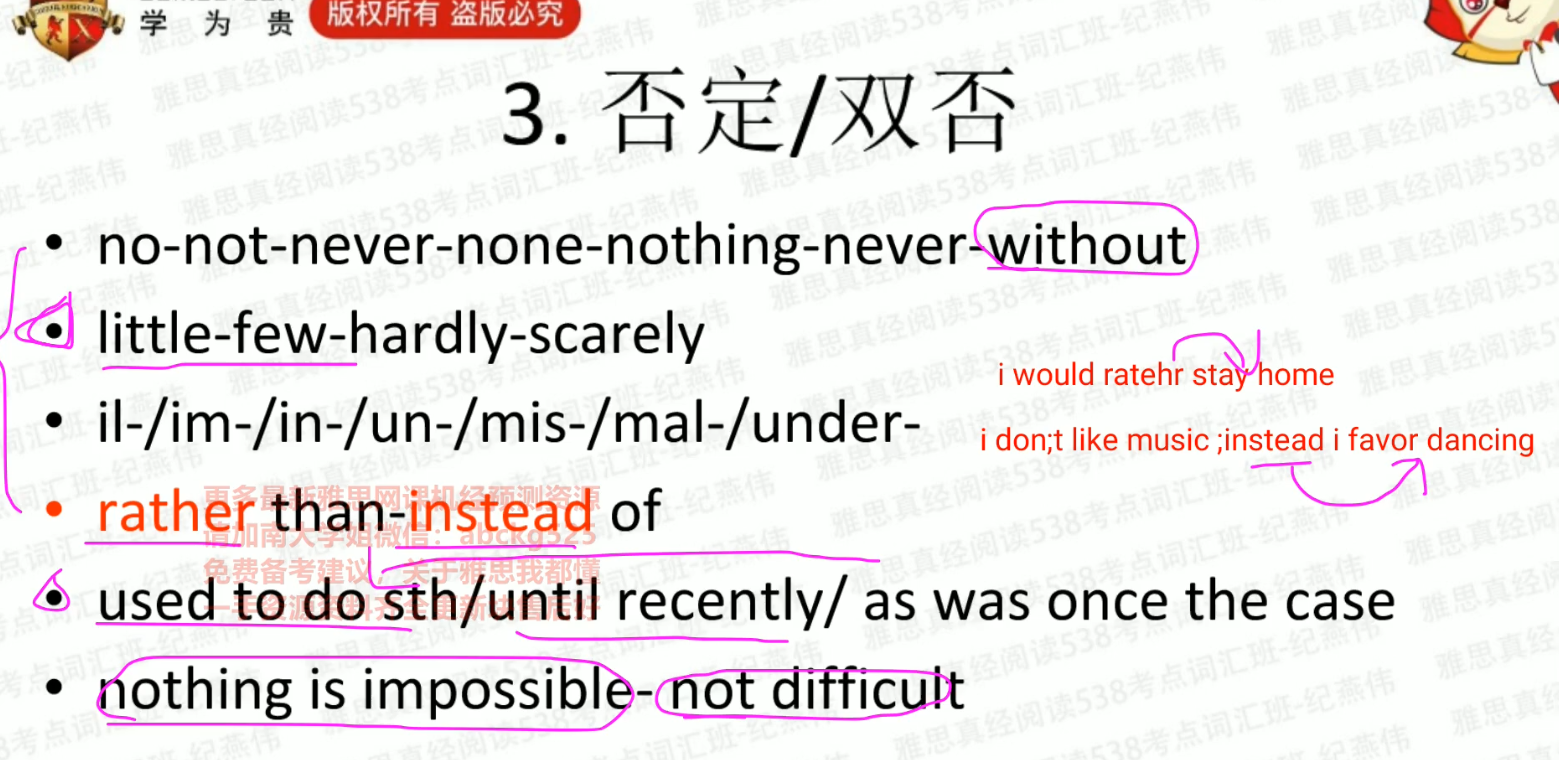 学 为 贵
版权所有 盗版必究
3. 否定/双否
• no-not-never-none-nothing-never-without
• little-few-hardly-scarely
i would ratehr stay home
• il-/im-/in-/un-/mis-/mal-/under-
i don;t like music ;instead i favor dancing
• rather than-instead of
更多最新雅思网课机经预测资源
请加南大学姐微信：abckg525
免费备考建议，关于雅思我都懂
• used to do sth/until recently/ as was once the case
• nothing is impossible- not difficult
雅思真经阅读538考点词汇班-纪燕伟